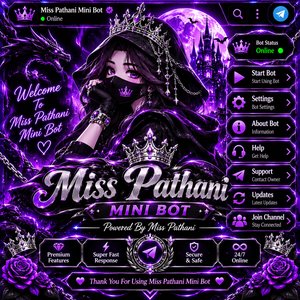 Miss Pathani Mini Bot
Online
Bot Status
Online
Welcome
To
Miss Pathani
Mini Bot
Start Bot
Start Using Bot
Settings
Bot Settings
About Bot
Information
Help
Get Help
Support
Contact Owner
Updates
Latest Updates
Join Channel
Stay Connected
Miss Pathani
MINI BOT
Powered By Miss Pathani
Premium
Features
Super Fast
Response
Secure
& Safe
24/7
Online
Thank You For Using Miss Pathani Mini Bot